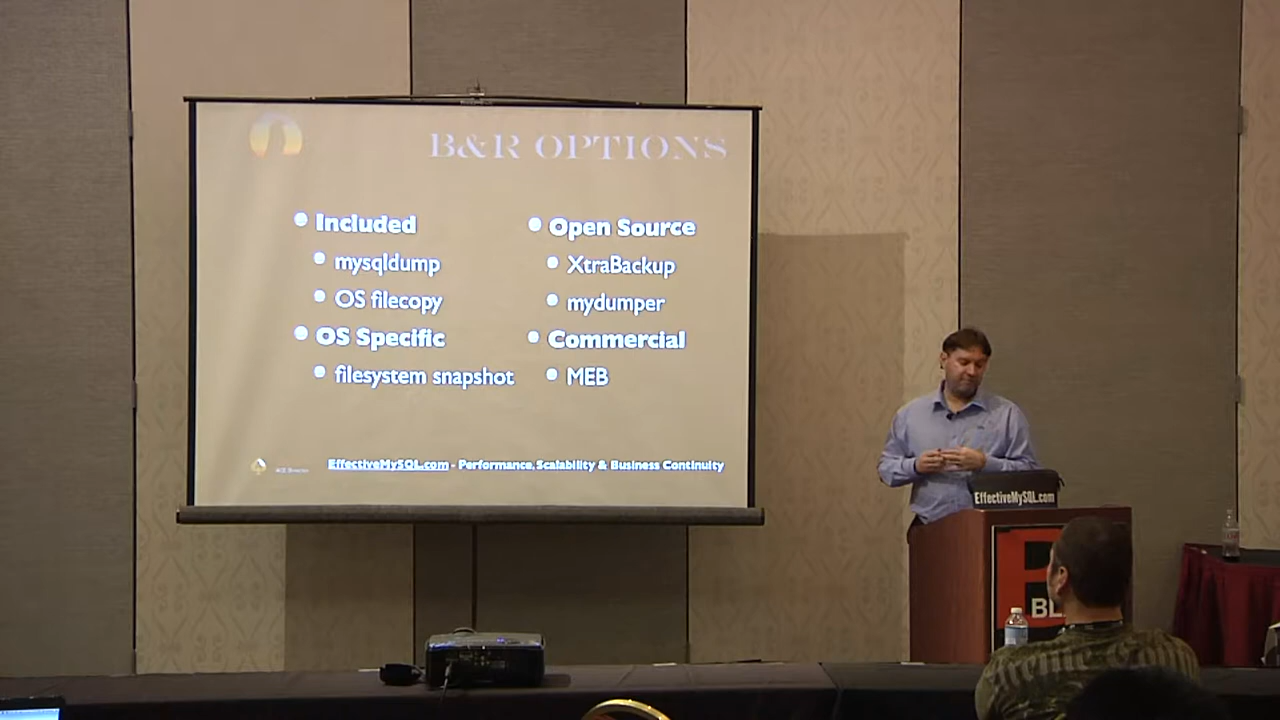 B&R OPTIONS
Included
mysqldump
OS filecopy
OS Specific
filesystem snapshot
Open Source
XtraBackup
mydumper
Commercial
MEB
EffectiveMySQL.com - Performance, Scalability & Business Continuity
EffectiveMySQL.com
BL